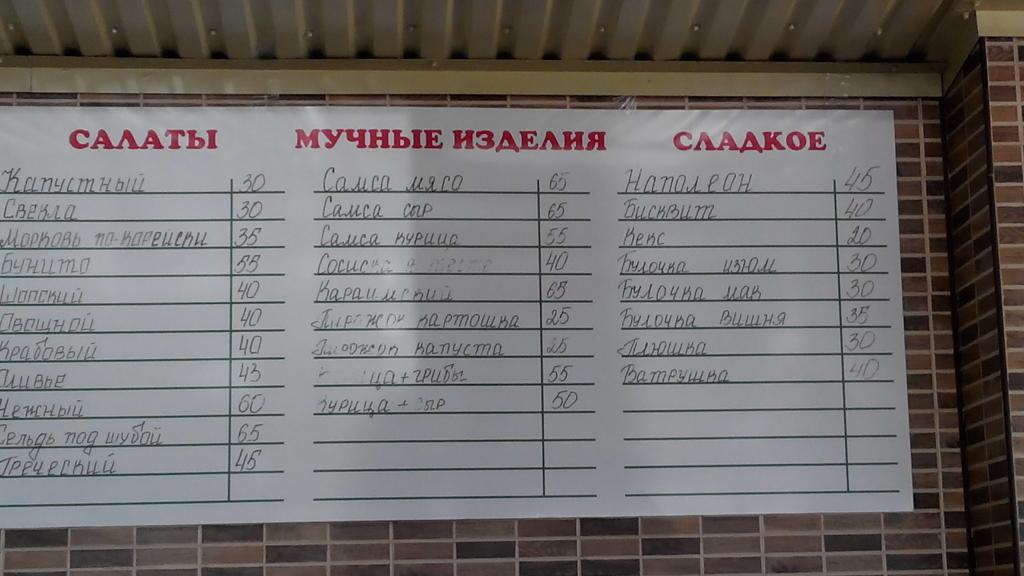 САЛАТЫ
Капустный 30
Свекла 30
Морковь по-корейски 35
Бунито 55
Шопский 40
Овощной 40
Крабовый 40
Оливье 43
Нежный 60
Сельдь под шубой 65
Греческий 45
МУЧНЫЕ ИЗДЕЛИЯ
Самса мясо 65
Самса сыр 65
Самса курица 55
Сосиска в тесте 40
Караимский 65
Пирожок картошка 25
Пирожок капуста 25
Курица+грибы 55
Курица+сыр 50
СЛАДКОЕ
Наполеон 45
Бисквит 40
Кекс 20
Булочка изюм 30
Булочка мак 30
Булочка вишня 35
Плюшка 30
Ватрушка 40